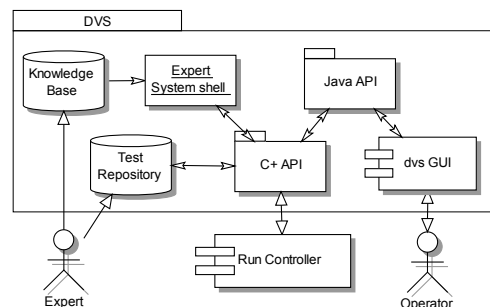 DVS
Knowledge
Base
Expert
System shell
Java API
Test
Repository
C+ API
dvs GUI
Run Controller
Expert
Operator